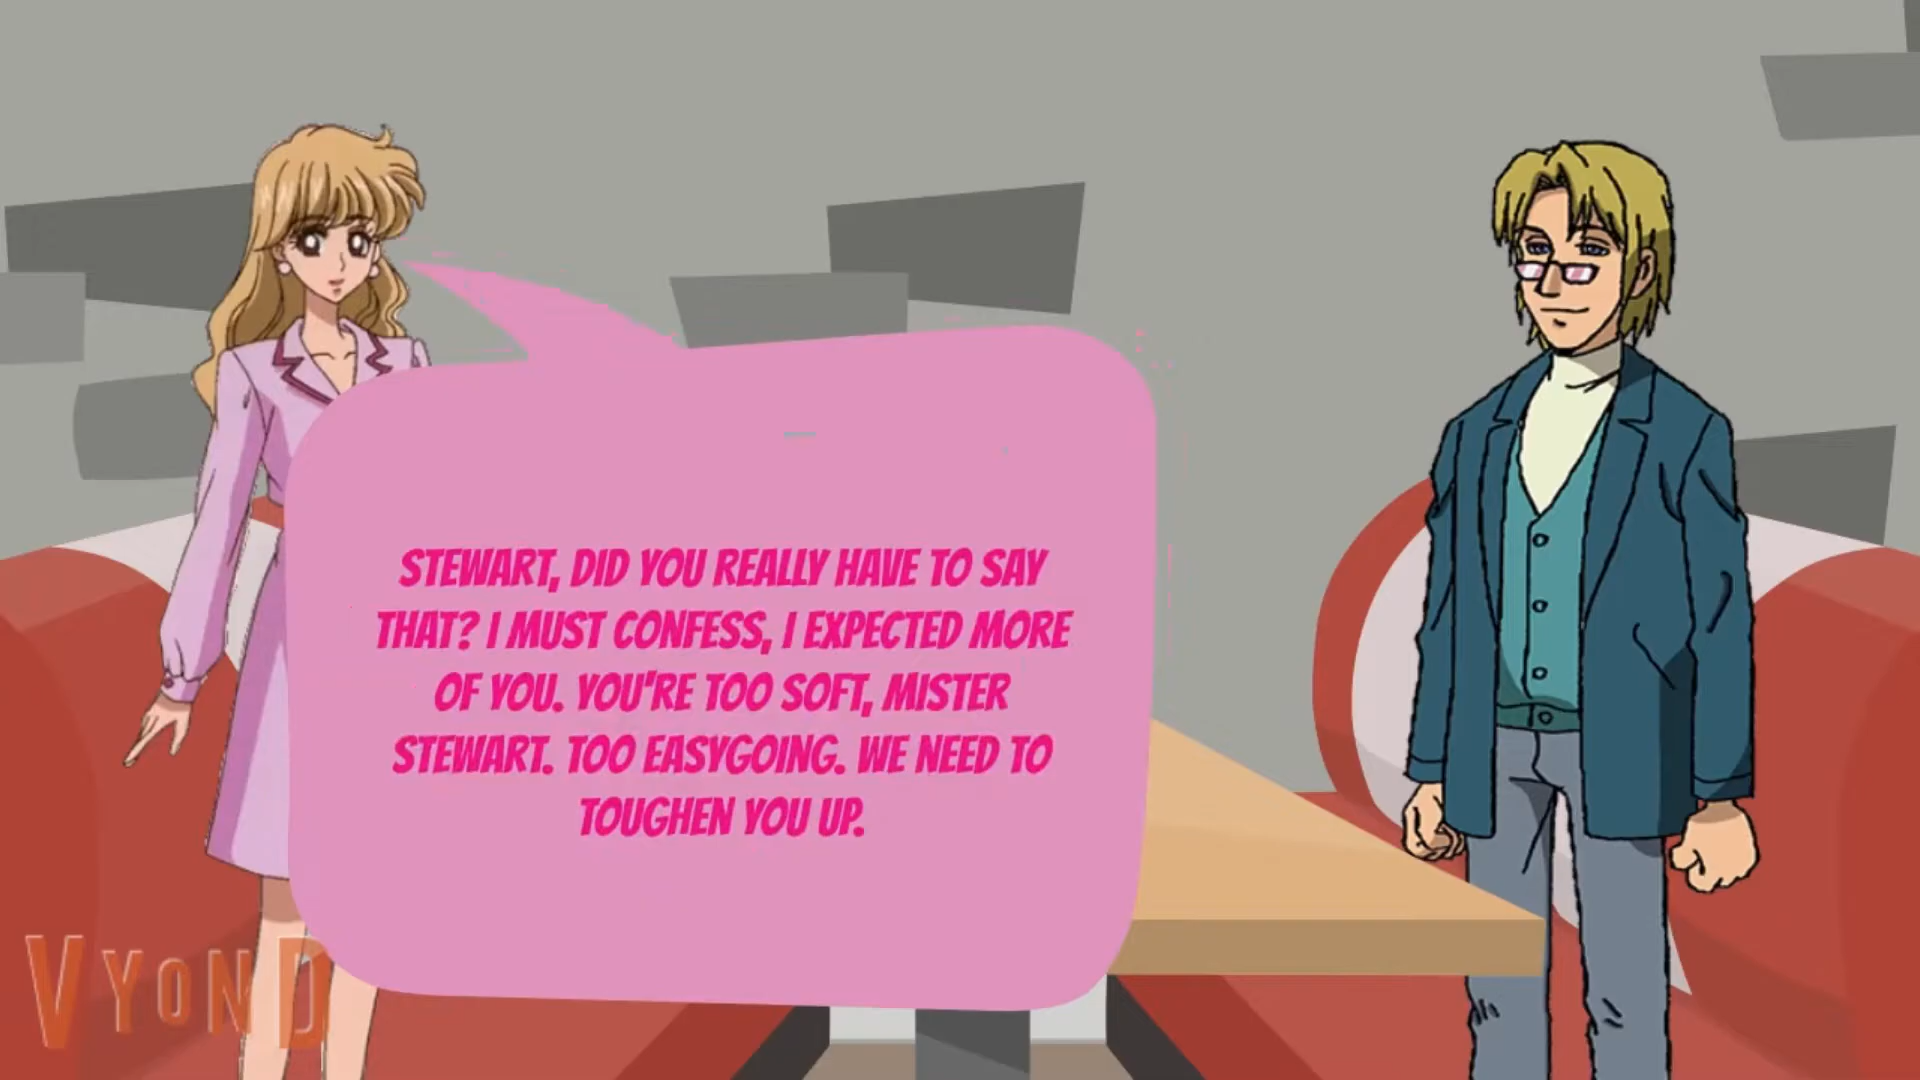 STEWART, DID YOU REALLY HAVE TO SAY
THAT? I MUST CONFESS, I EXPECTED MORE
OF YOU. YOU'RE TOO SOFT, MISTER
STEWART. TOO EASYGOING. WE NEED TO
TOUGHEN YOU UP.
VYOND